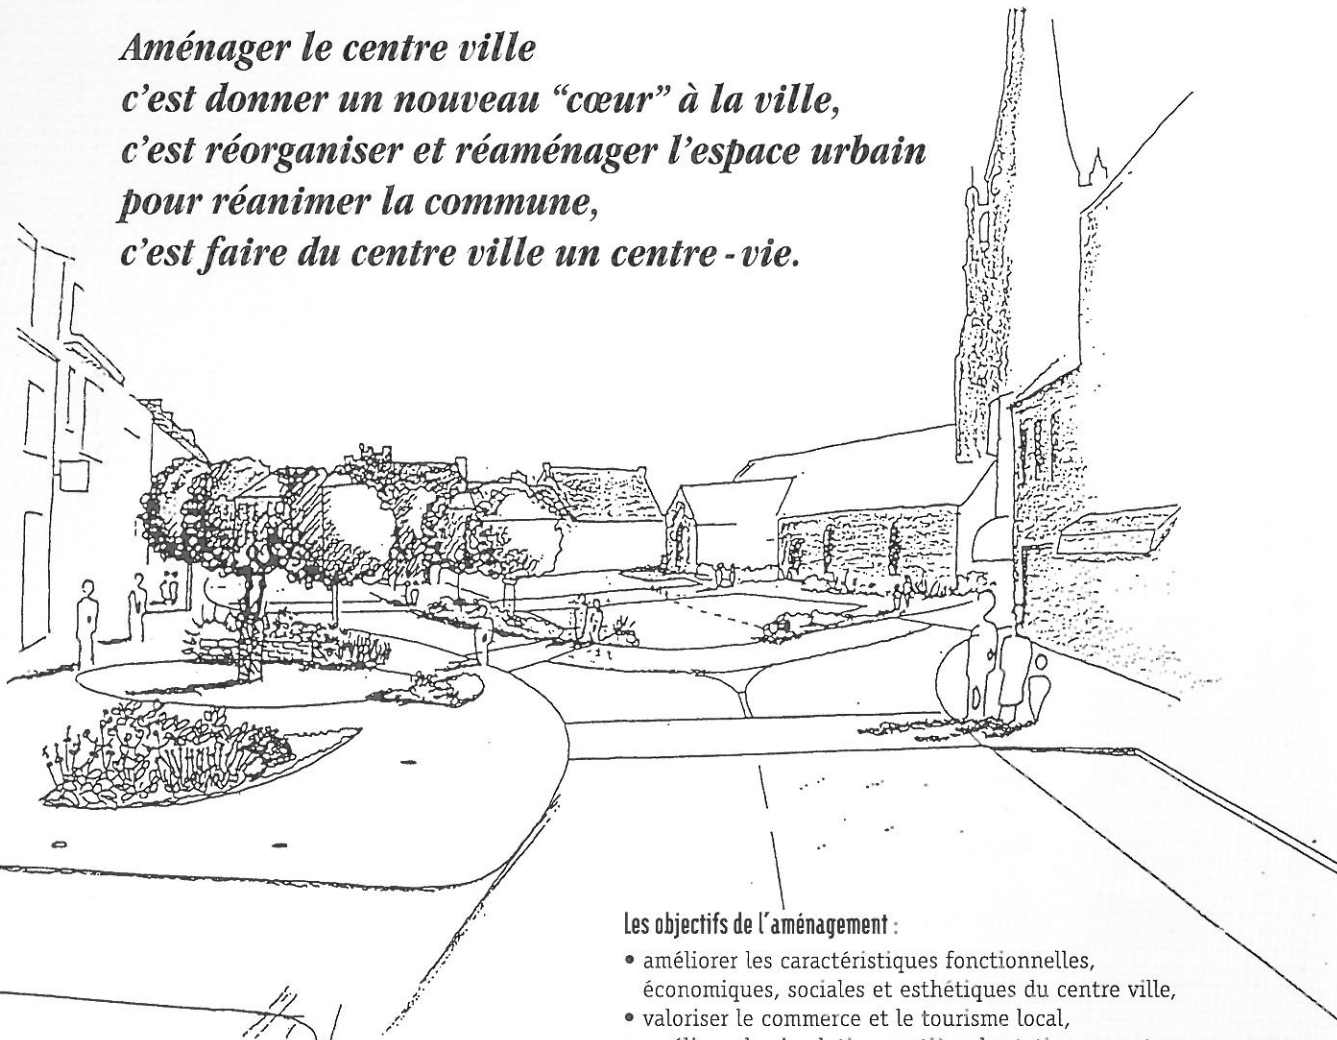 Aménager le centre ville
c'est donner un nouveau “cœur” à la ville,
c'est réorganiser et réaménager l'espace urbain
pour réanimer la commune,
c'est faire du centre ville un centre-vie.
Les objectifs de l'aménagement :
• améliorer les caractéristiques fonctionnelles,
économiques, sociales et esthétiques du centre ville,
• valoriser le commerce et le tourisme local,